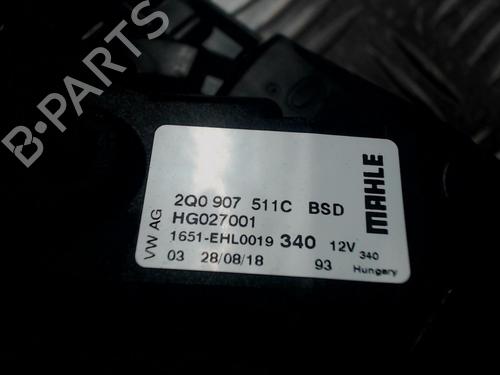 B-PARTS
VW AG
2Q0 907 511C BSD
HG027001
1651-EHL0019 340 12V 340
03 28/08/18 93 Hungary
MAHLE